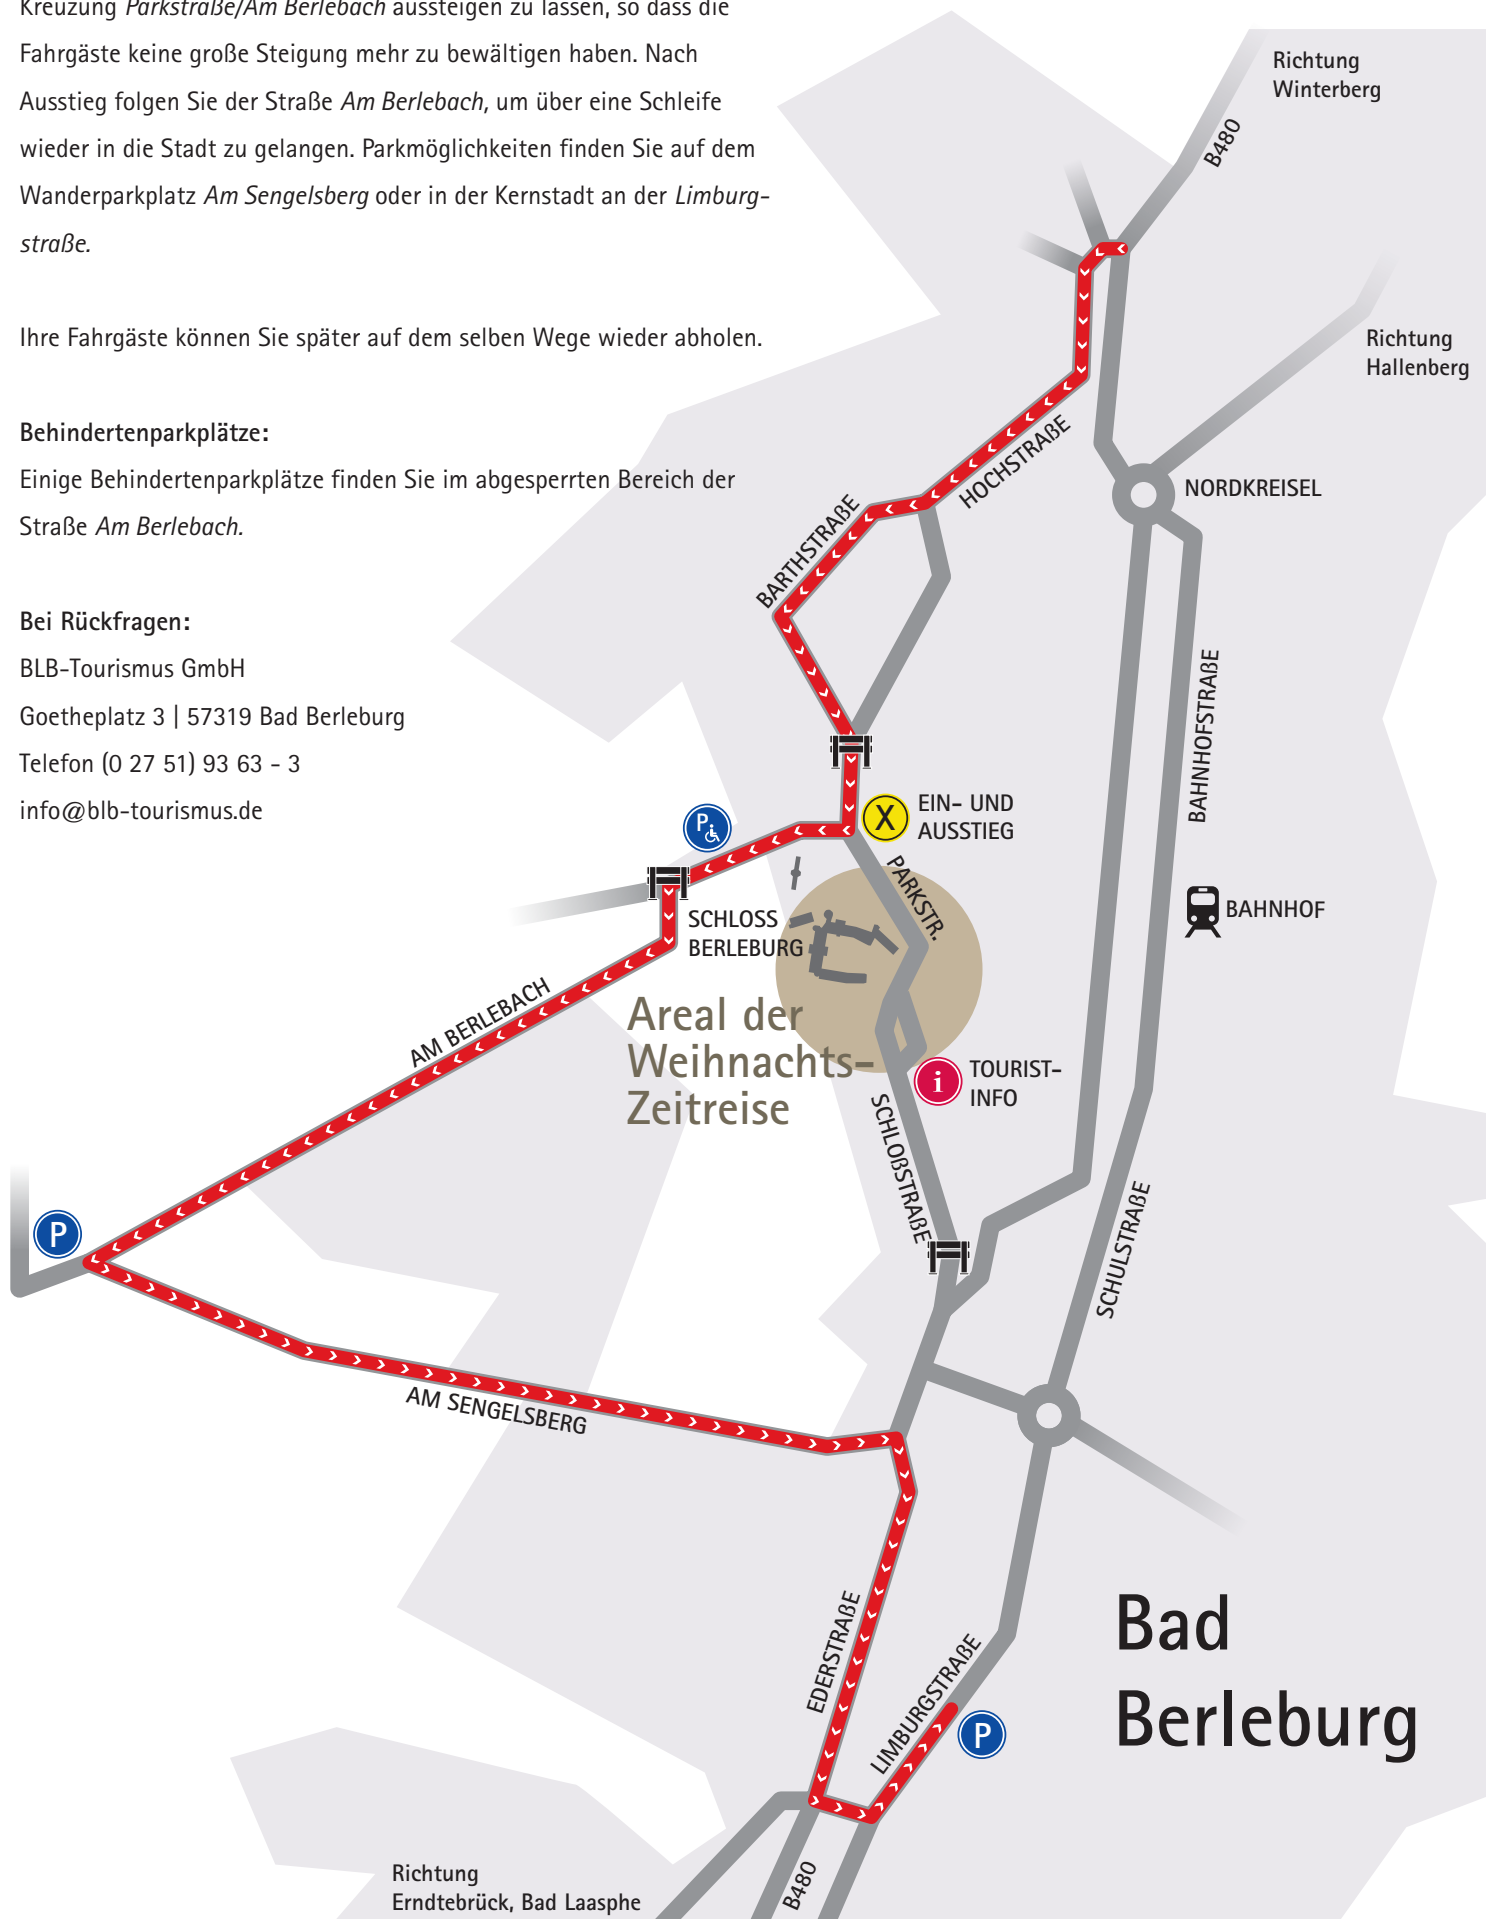 Kreuzung Parkstraße/Am Berlebach aussteigen zu lassen, so dass die
Fahrgäste keine große Steigung mehr zu bewältigen haben. Nach
Ausstieg folgen Sie der Straße Am Berlebach, um über eine Schleife
wieder in die Stadt zu gelangen. Parkmöglichkeiten finden Sie auf dem
Wanderparkplatz Am Sengelsberg oder in der Kernstadt an der Limburg-
straße.
Ihre Fahrgäste können Sie später auf dem selben Wege wieder abholen.
Behindertenparkplätze:
Einige Behindertenparkplätze finden Sie im abgesperrten Bereich der
Straße Am Berlebach.
Bei Rückfragen:
BLB-Tourismus GmbH
Goetheplatz 3 | 57319 Bad Berleburg
Telefon (0 27 51) 93 63 - 3
info@blb-tourismus.de
Richtung
Winterberg
B480
Richtung
Hallenberg
HOCHSTRAßE
NORDKREISEL
BARTHSTRAßE
BAHNHOFSTRAßE
X
EIN- UND
AUSSTIEG
P
PARKSTR.
BAHNHOF
SCHLOSS
BERLEBURG
AM BERLEBACH
Areal der
Weihnachts-
Zeitreise
i
TOURIST-
INFO
SCHLOßSTRAßE
P
SCHULSTRAßE
AM SENGELSBERG
EDERSTRAßE
LIMBURGSTRAßE
P
Bad
Berleburg
B480
Richtung
Erndtebrück, Bad Laasphe